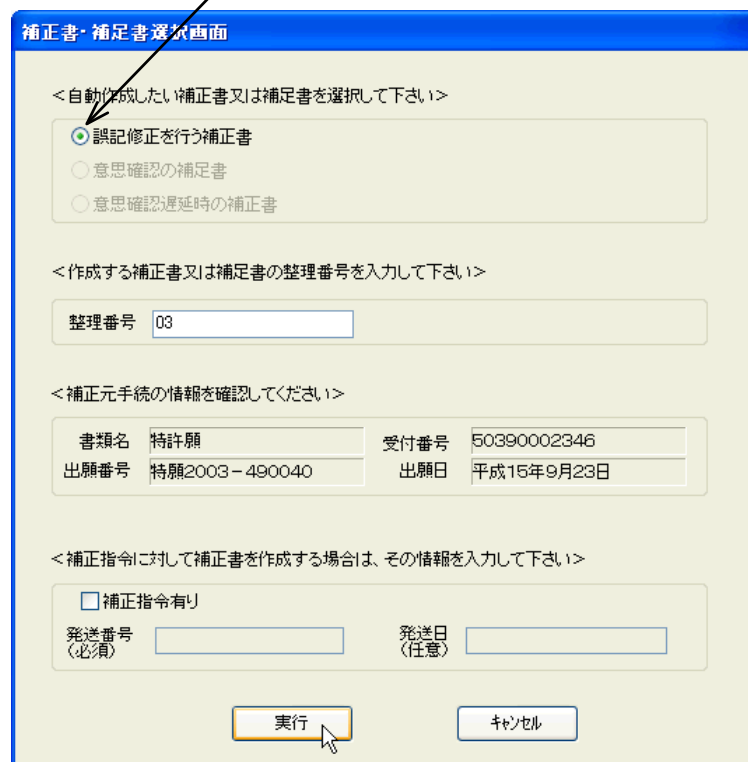 補正書・補足書選択画面
＜自動作成したい補正書又は補足書を選択して下さい＞
誤記修正を行う補正書
意思確認の補足書
意思確認遅延時の補正書
＜作成する補正書又は補足書の整理番号を入力して下さい＞
整理番号 03
＜補正元手続の情報を確認してください＞
書類名 特許願 受付番号 50390002346
出願番号 特願2003－490040 出願日 平成15年9月23日
＜補正指令に対して補正書を作成する場合は、その情報を入力して下さい＞
補正指令有り
発送番号 発送日
（必須） （任意）
実行 ｷｬﾝｾﾙ